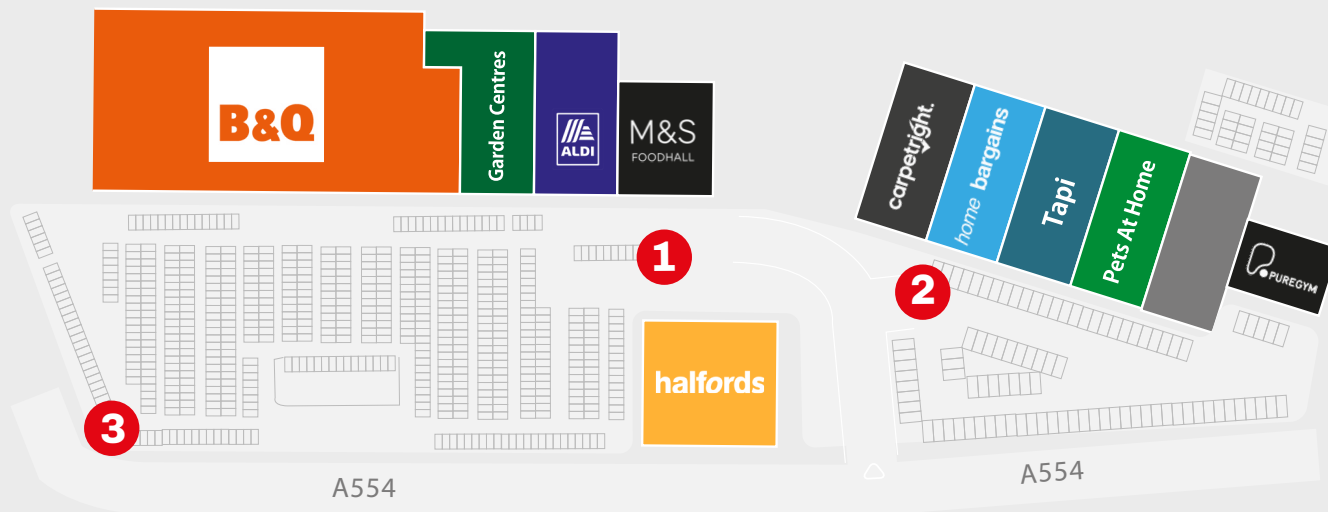 B&Q
Garden Centres
ALDI
M&S
FOODHALL
carpetright.
home bargains
Tapi
Pets At Home
PUREGYM
1
2
halfords
3
A554
A554